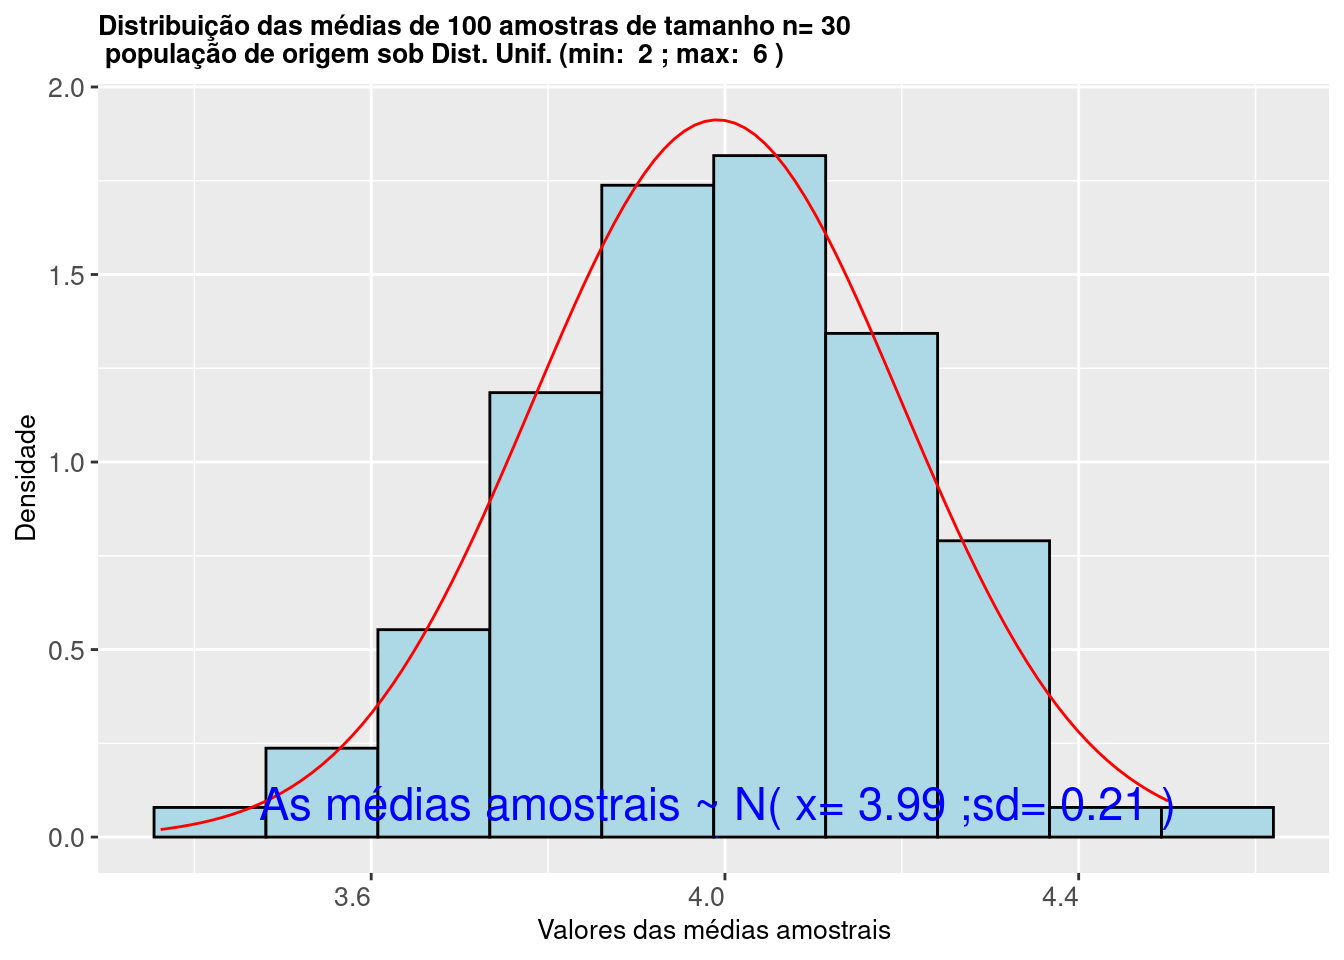 Distribuição das médias de 100 amostras de tamanho n= 30
população de origem sob Dist. Unif. (min:  2 ; max:  6 )
2.0
1.5
1.0
0.5
0.0
Densidade
As médias amostrais ~ N( x= 3.99 ;sd= 0.21 )
3.6
4.0
4.4
Valores das médias amostrais